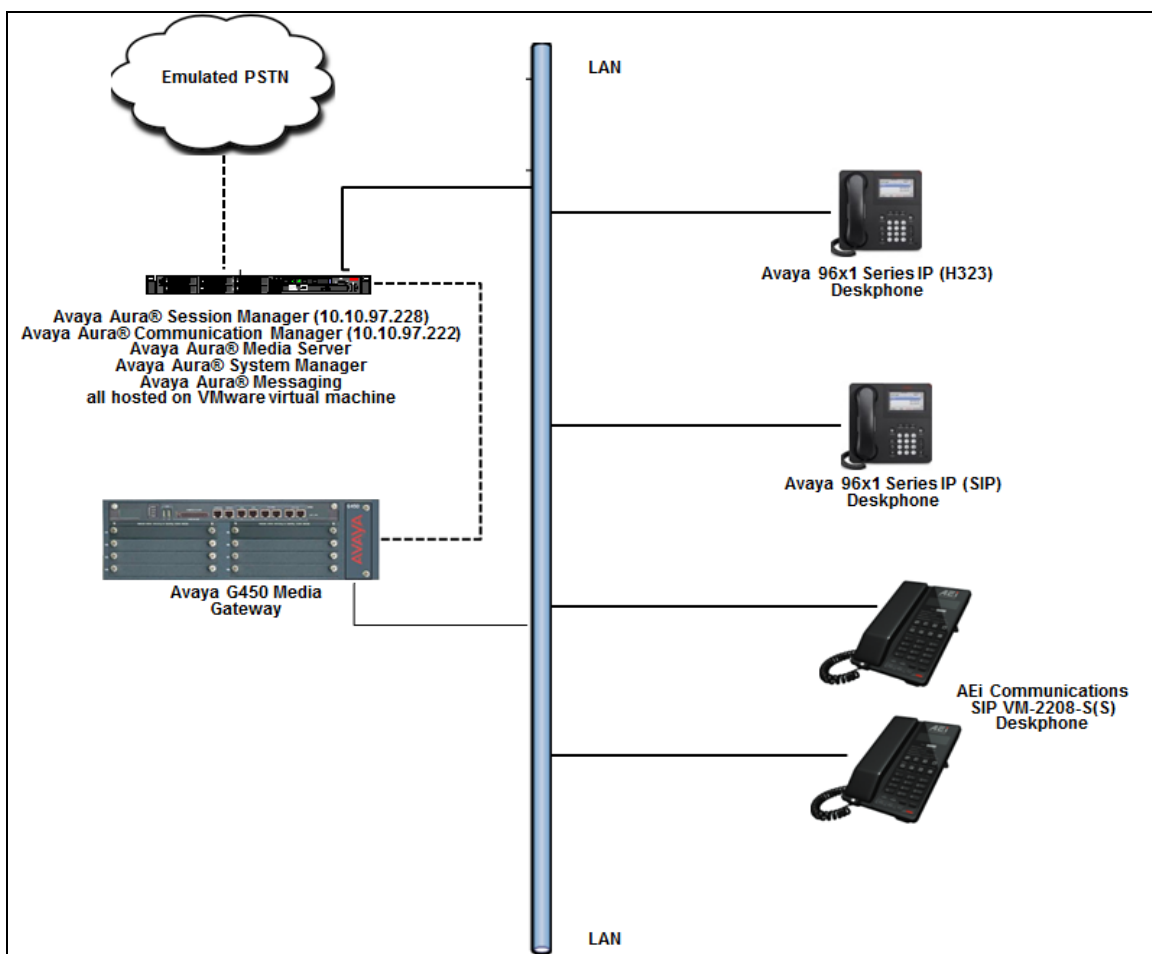 Emulated PSTN
LAN
Avaya 96x1 Series IP (H323)
Deskphone
Avaya Aura® Session Manager (10.10.97.228)
Avaya Aura® Communication Manager (10.10.97.222)
Avaya Aura® Media Server
Avaya Aura® System Manager
Avaya Aura® Messaging
all hosted on VMware virtual machine
Avaya 96x1 Series IP (SIP)
Deskphone
AVAYA
Avaya G450 Media
Gateway
AEi
AEi Communications
SIP VM-2208-S(S)
Deskphone
AEi
LAN